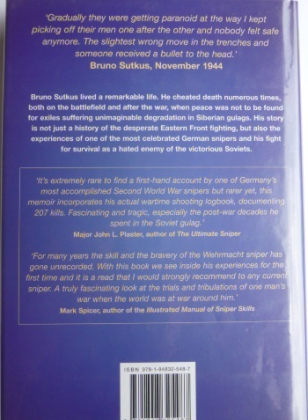 'Gradually they were getting paranoid at the way I kept
picking off their men one after the other and nobody felt
safe anymore. The slightest wrong move in the trenches and
someone received a bullet to the head.'
Bruno Sutkus, November 1944
Bruno Sutkus lived a remarkable life. He cheated death numerous times,
both on the battlefield and after the war, when peace was not to be found
for exiles suffering unimaginable degradation in Siberian gulags. His story
is not just a history of the desperate Eastern Front fighting, but also the
experiences of one of the most celebrated German snipers and his fight
for survival as a hated enemy of the victorious Soviets.
'It's extremely rare to find a first-hand account by one of Germany's
most accomplished Second World War snipers but rarer yet, this
memoir incorporates his actual wartime shooting logbook, documenting
207 kills. Fascinating and tragic, especially the post-war decades he
spent in the Soviet gulag.'
Major John L. Plaster, author of The Ultimate Sniper
'For many years the skill and the bravery of the Wehrmacht sniper has
gone unrecorded. With this book we see inside his experiences for the
first time and it is a read that I would strongly recommend to any current
sniper. A truly fascinating look at the trials and tribulations of one man's
war when the world was at war around him.'
Mark Spicer, author of the Illustrated Manual of Sniper Skills
ISBN 978-1-84832-548-7